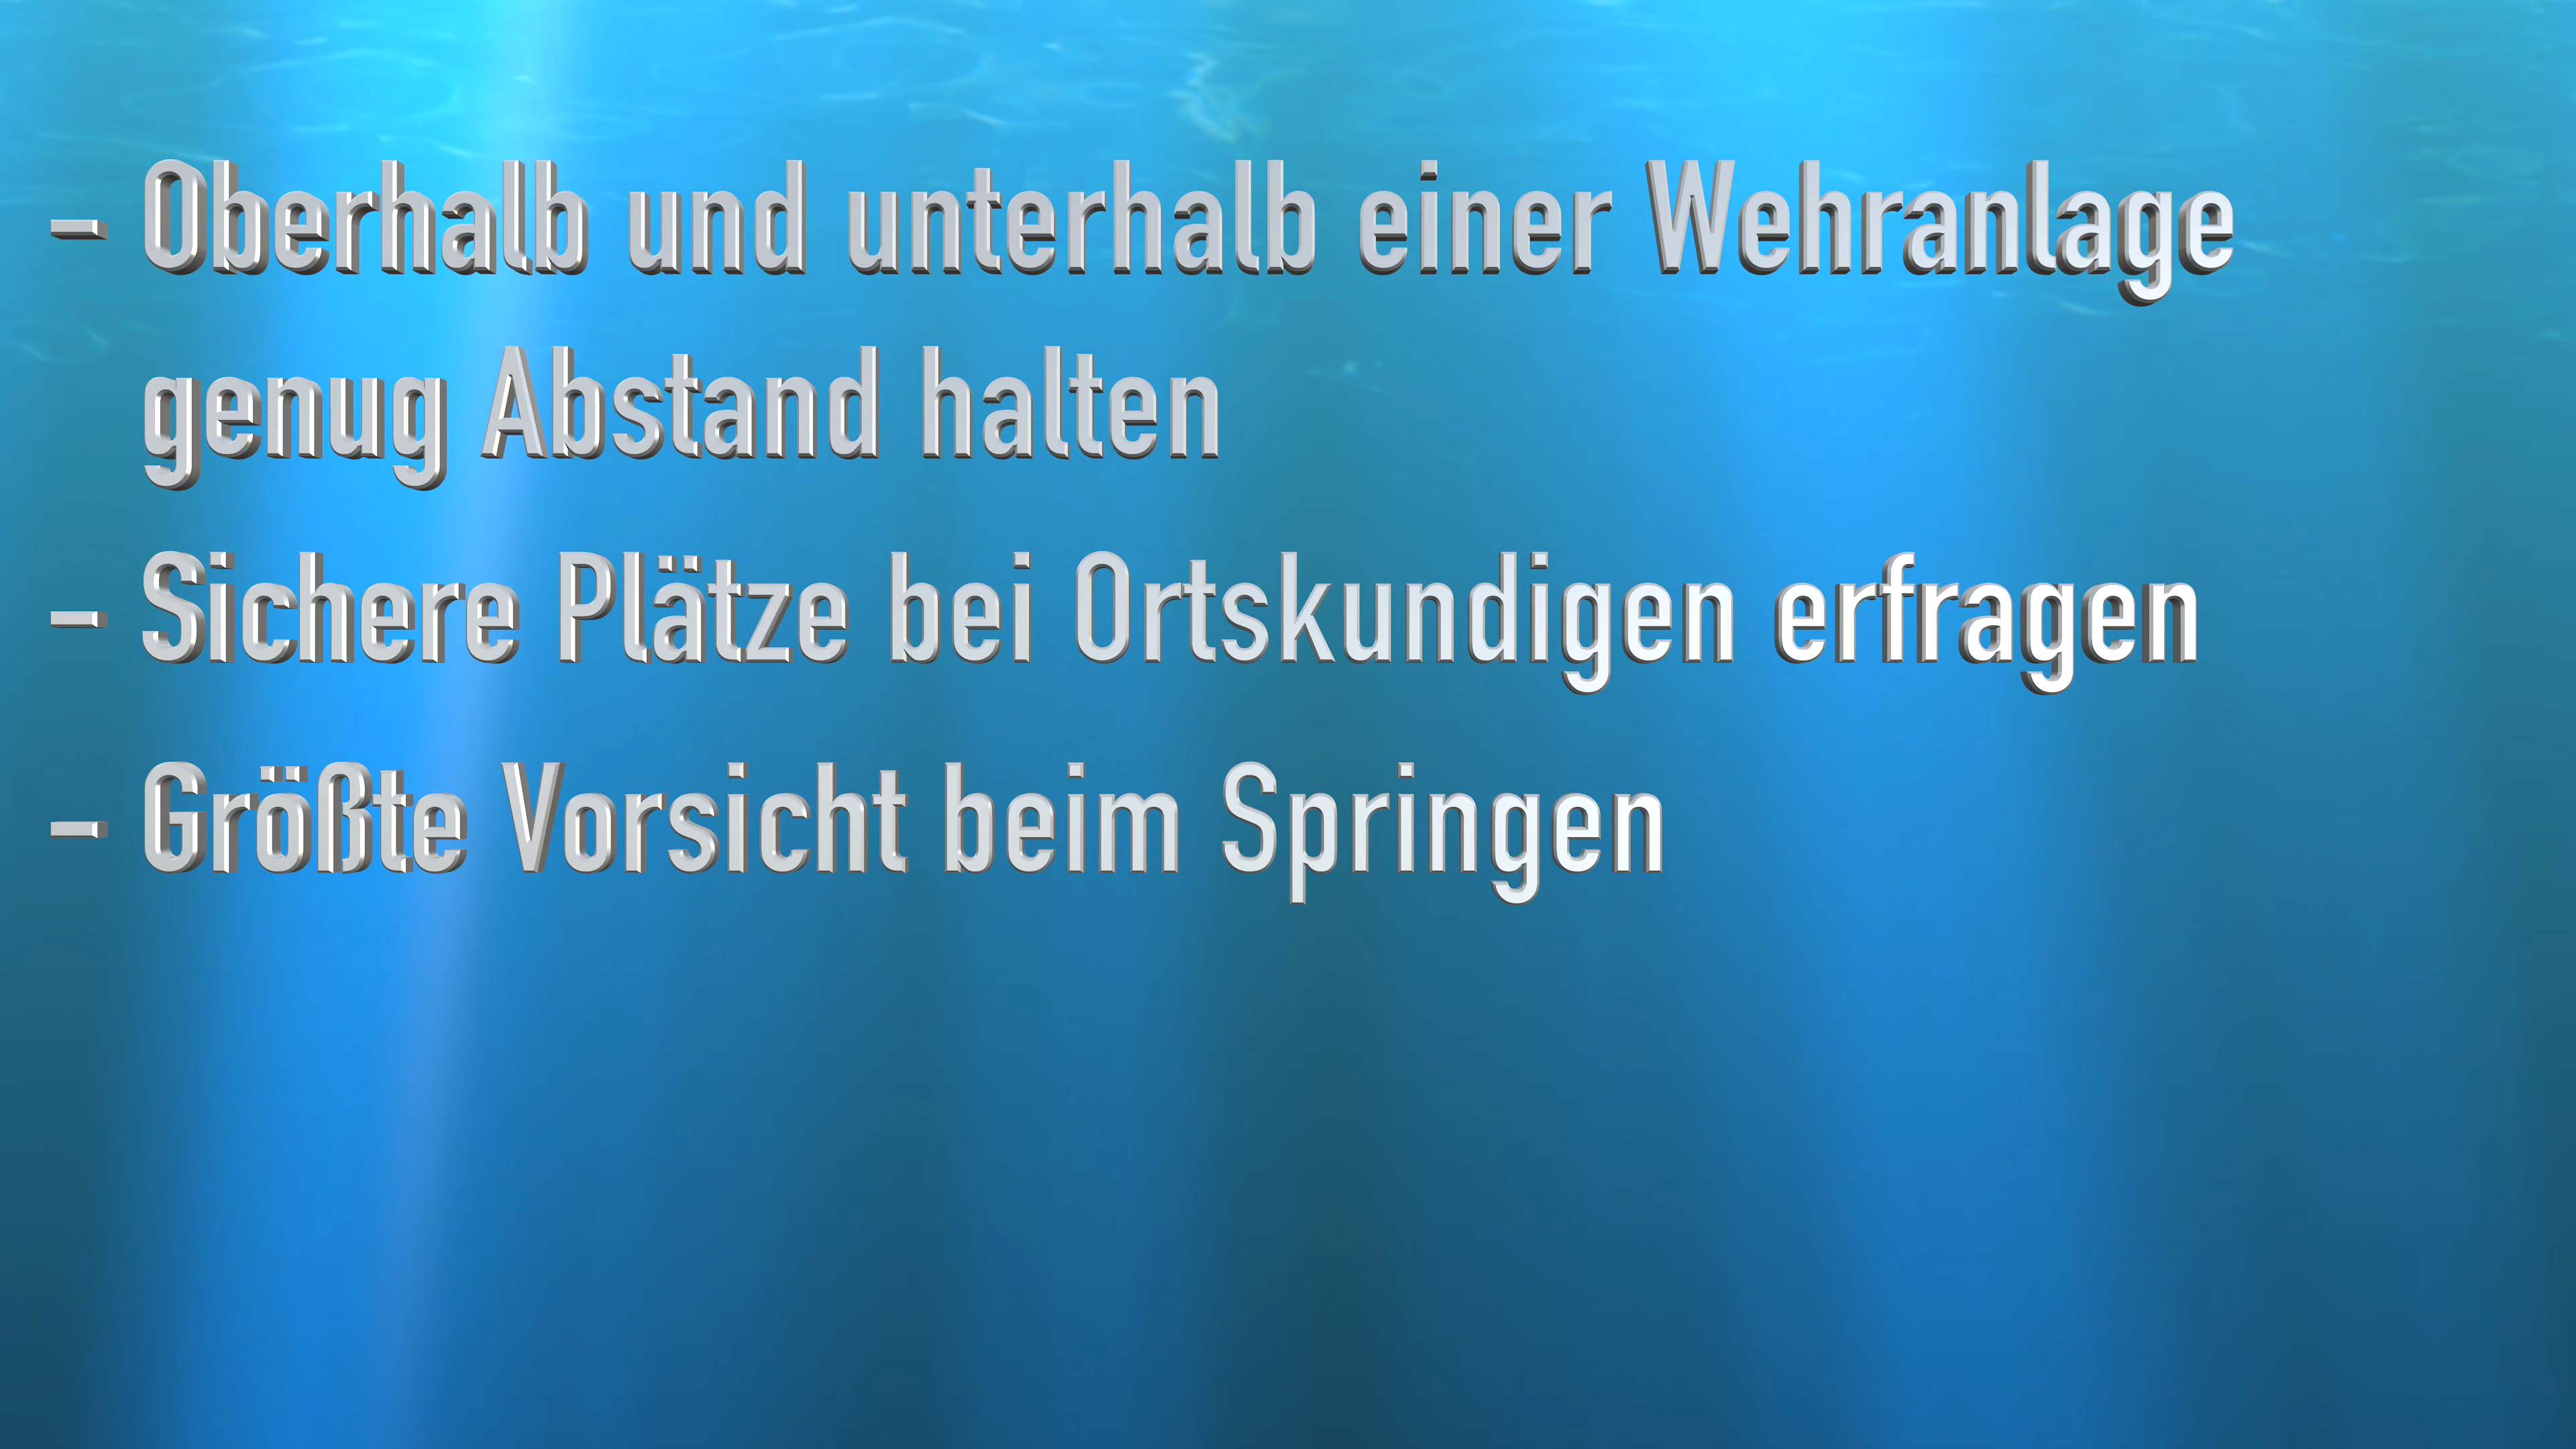 - Oberhalb und unterhalb einer Wehranlage
genug Abstand halten
- Sichere Plätze bei Ortskundigen erfragen
- Größte Vorsicht beim Springen